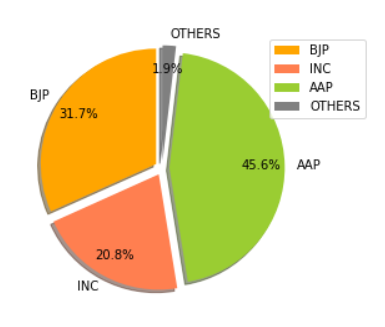 OTHERS
1.9%
BJP
31.7%
45.6%
AAP
20.8%
INC
BJP
INC
AAP
OTHERS